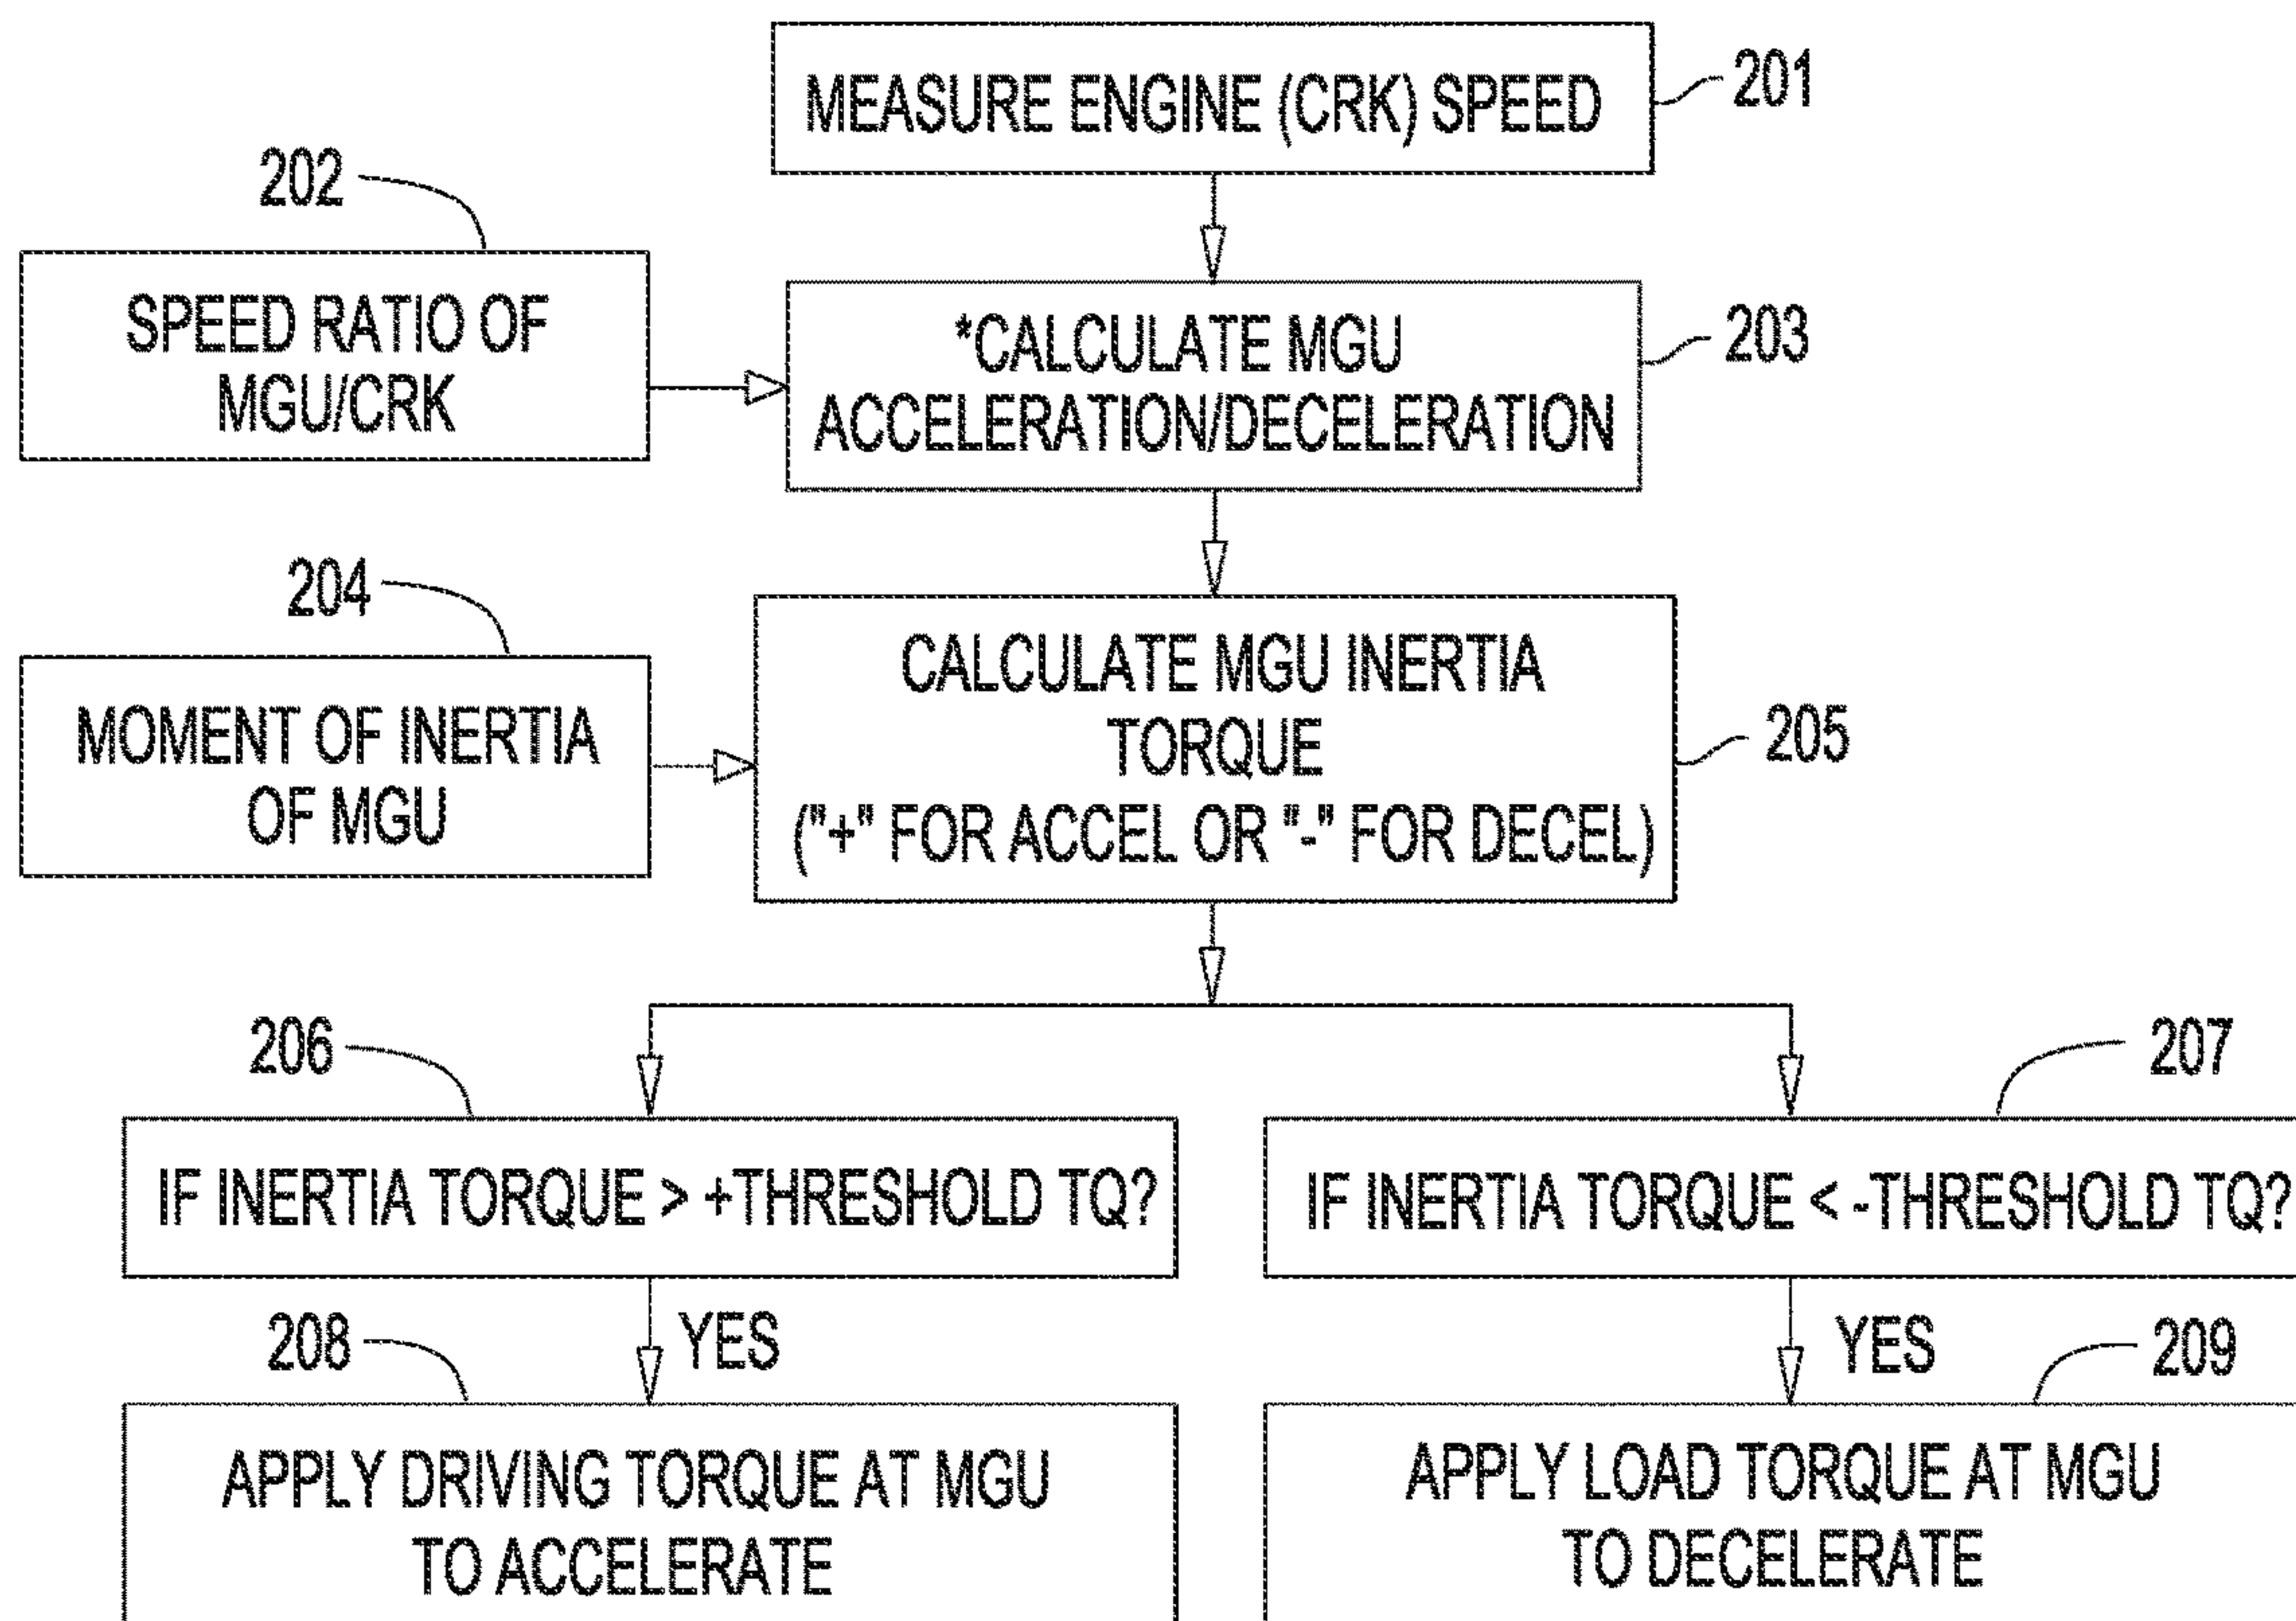 MEASURE ENGINE (CRK) SPEED
201
202
SPEED RATIO OF
MGU/CRK
*CALCULATE MGU
ACCELERATION/DECELERATION
203
204
MOMENT OF INERTIA
OF MGU
CALCULATE MGU INERTIA
TORQUE
("+" FOR ACCEL OR "-" FOR DECEL)
205
206
IF INERTIA TORQUE > +THRESHOLD TQ?
207
IF INERTIA TORQUE < -THRESHOLD TQ?
YES
208
APPLY DRIVING TORQUE AT MGU
TO ACCELERATE
YES
209
APPLY LOAD TORQUE AT MGU
TO DECELERATE